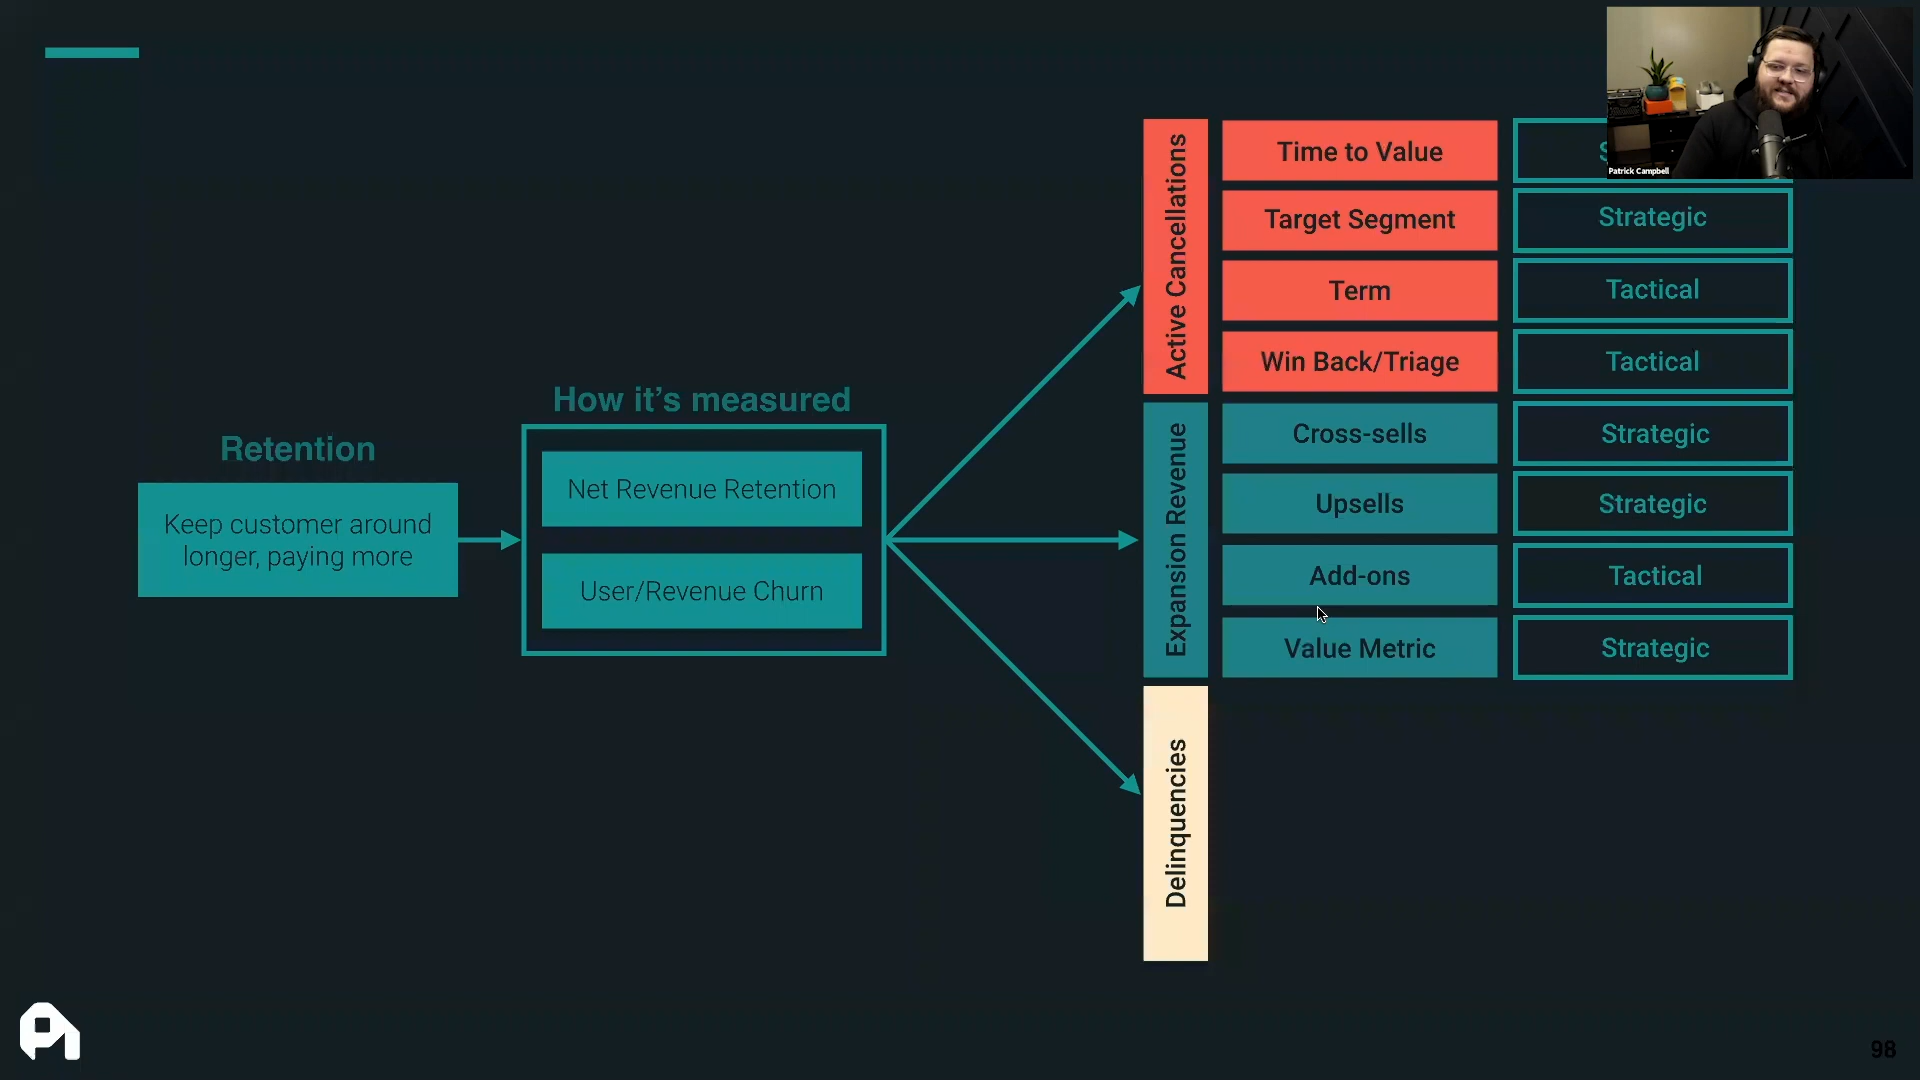 Patrick Campbell
Retention
Keep customer around
longer, paying more
How it's measured
Net Revenue Retention
User/Revenue Churn
Active Cancellations
Time to Value
Target Segment
Strategic
Term
Tactical
Win Back/Triage
Tactical
Expansion Revenue
Cross-sells
Strategic
Upsells
Strategic
Add-ons
Tactical
Value Metric
Strategic
Delinquencies
98